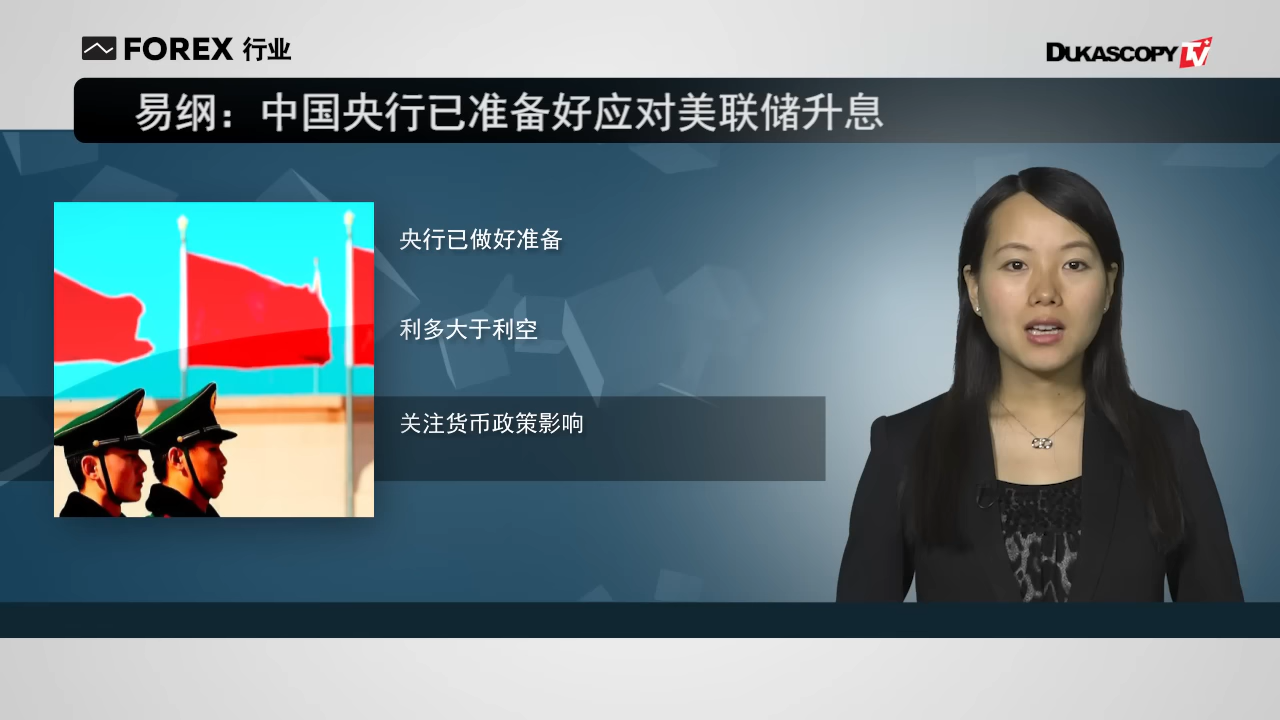 FOREX 行业
DUKASCOPY TV
易纲：中国央行已准备好应对美联储升息
央行已做好准备
利多大于利空
关注货币政策影响